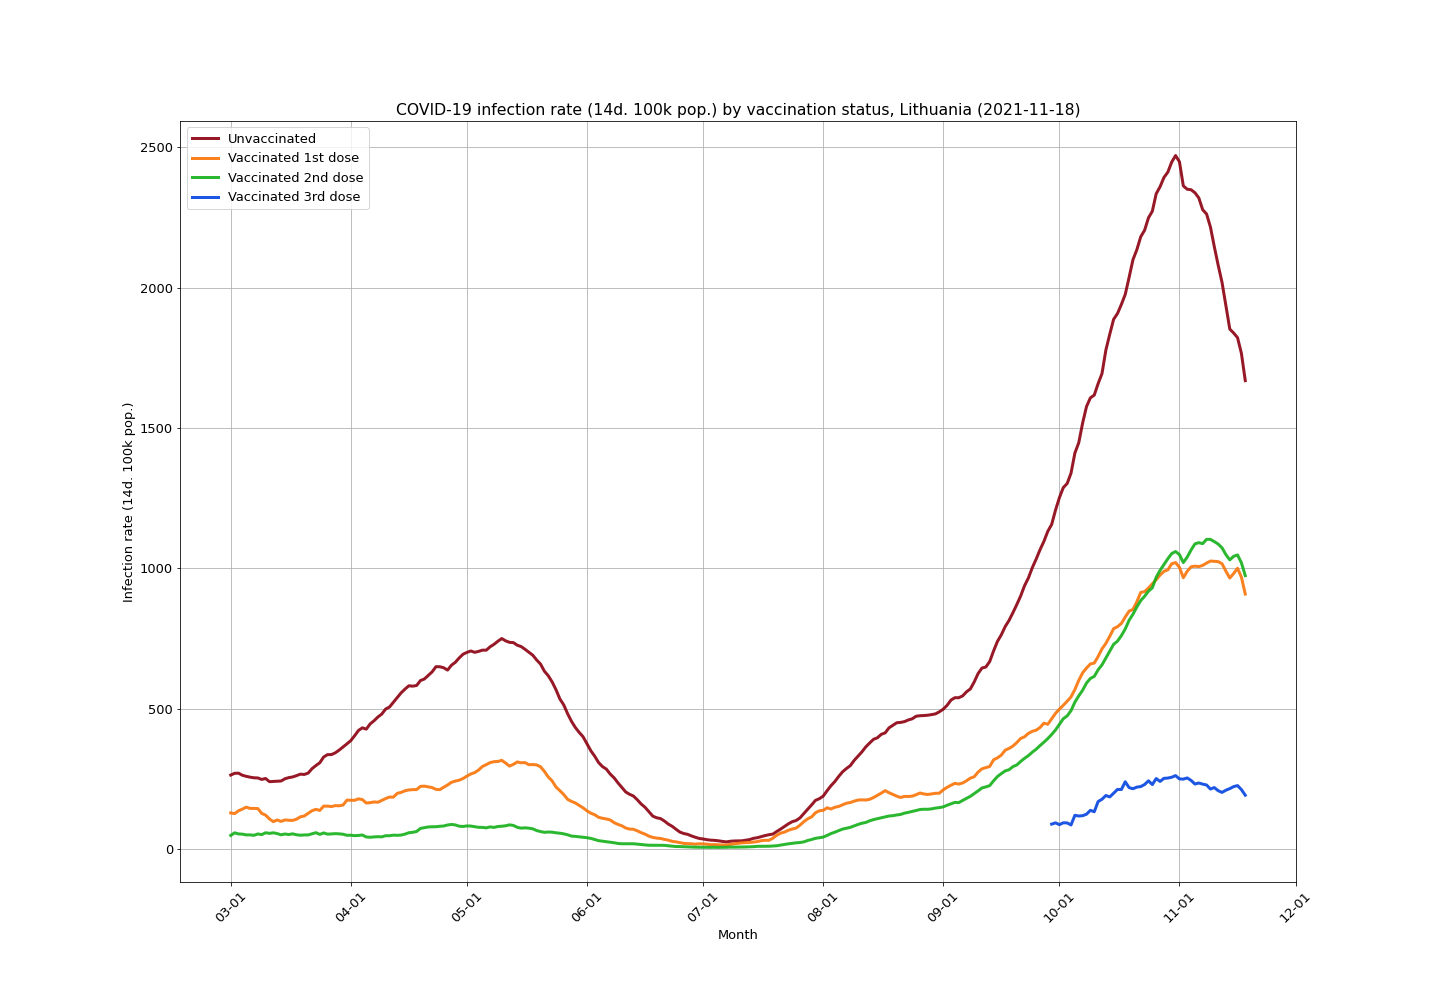 COVID-19 infection rate (14d. 100k pop.) by vaccination status, Lithuania (2021-11-18)
Unvaccinated
Vaccinated 1st dose
Vaccinated 2nd dose
Vaccinated 3rd dose
2500
2000
1500
1000
500
0
Infection rate (14d. 100k pop.)
03-01
04-01
05-01
06-01
07-01
08-01
09-01
10-01
11-01
12-01
Month